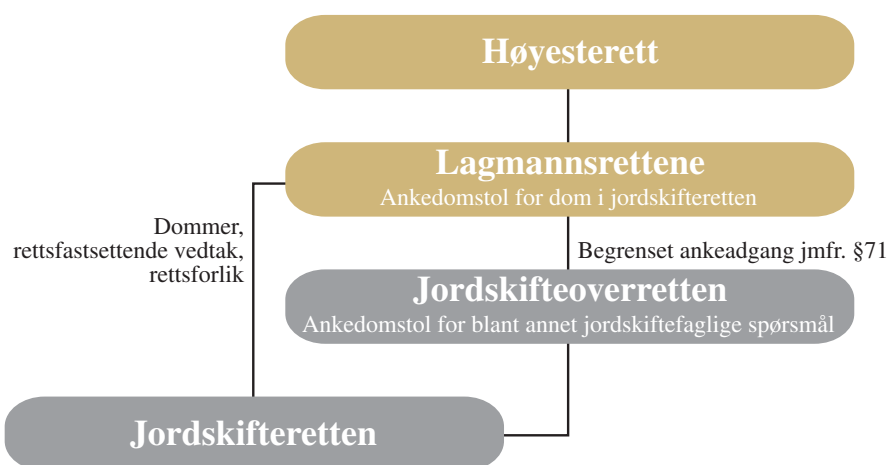 Høyesterett
Lagmannsrettene
Ankedomstol for dom i jordskifteretten
Dommer,
rettsfastsettende vedtak,
rettsforlik
Begrenset ankeadgang jmfr. §71
Jordskifteoverretten
Ankedomstol for blant annet jordskiftefaglige spørsmål
Jordskifteretten